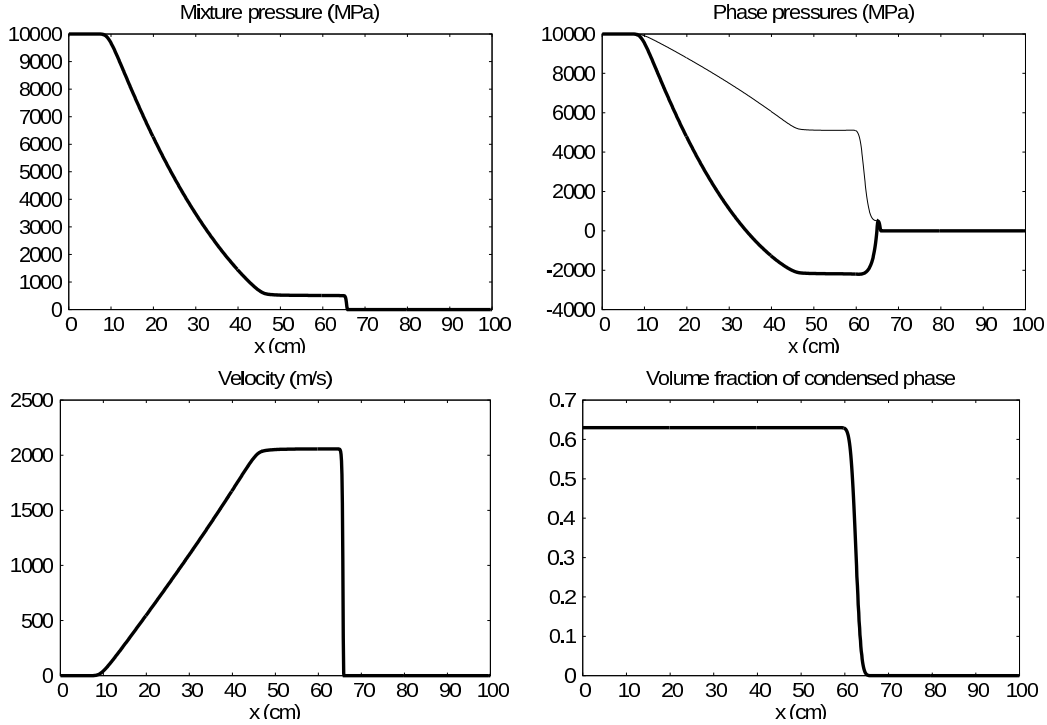 Mixture pressure (MPa)
10000
9000
8000
7000
6000
5000
4000
3000
2000
1000
0
0 10 20 30 40 50 60 70 80 90 100
x (cm)
Phase pressures (MPa)
10000
8000
6000
4000
2000
0
-2000
-4000
0 10 20 30 40 50 60 70 80 90 100
x (cm)
Velocity (m/s)
2500
2000
1500
1000
500
0
0 10 20 30 40 50 60 70 80 90 100
x (cm)
Volume fraction of condensed phase
0.7
0.6
0.5
0.4
0.3
0.2
0.1
0
0 10 20 30 40 50 60 70 80 90 100
x (cm)